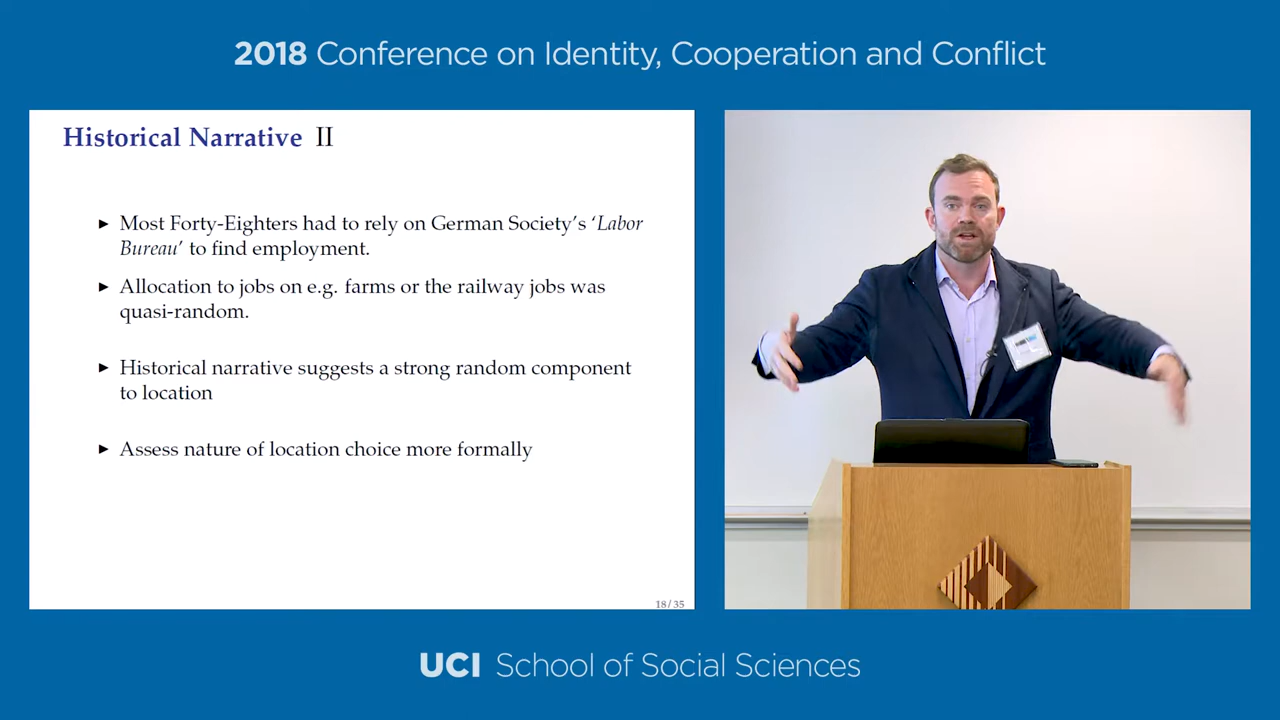 2018 Conference on Identity, Cooperation and Conflict
Historical Narrative II
► Most Forty-Eighters had to rely on German Society's ‘Labor
Bureau’ to find employment.
► Allocation to jobs on e.g. farms or the railway jobs was
quasi-random.
► Historical narrative suggests a strong random component
to location
► Assess nature of location choice more formally
18/35
UCI School of Social Sciences